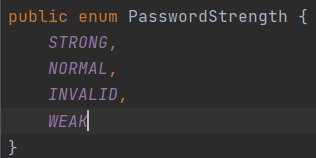 public enum PasswordStrength {
STRONG,
NORMAL,
INVALID,
WEAK
}